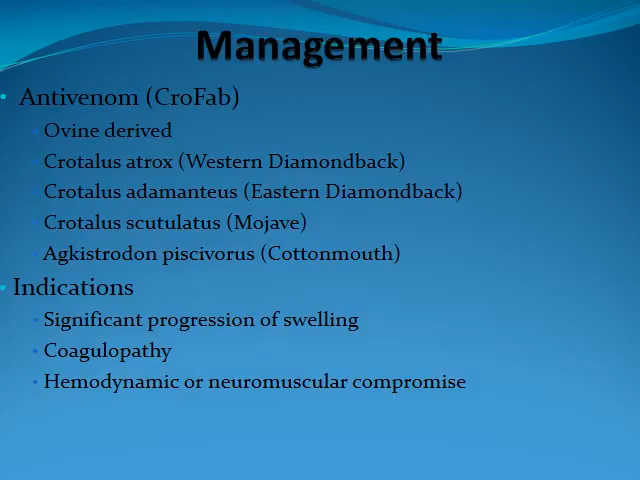 Management
• Antivenom (CroFab)
• Ovine derived
• Crotalus atrox (Western Diamondback)
Crotalus adamanteus (Eastern Diamondback)
• Crotalus scutulatus (Mojave)
• Agkistrodon piscivorus (Cottonmouth)
• Indications
• Significant progression of swelling
• Coagulopathy
• Hemodynamic or neuromuscular compromise